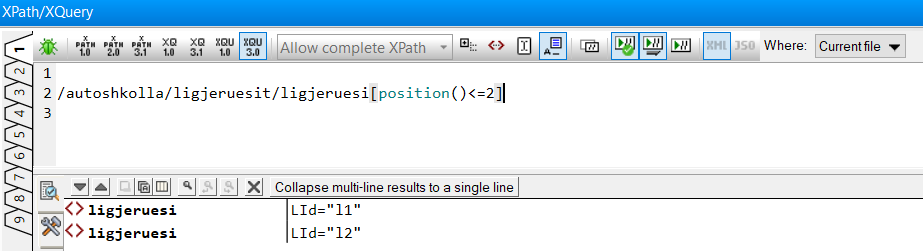 XPath/XQuery
1 2 3 4 5 6 7 8 9
X PATH 1.0 X PATH 2.0 X PATH 3.1 XQ 1.0 XQ 3.1 XQU 1.0 XQU 3.0 Allow complete XPath XML JSO Where: Current file
1
2 /autoshkolla/ligjeruesit/ligjeruesi[position()<=2]
3
Collapse multi-line results to a single line
ligjeruesi LId="l1"
ligjeruesi LId="l2"